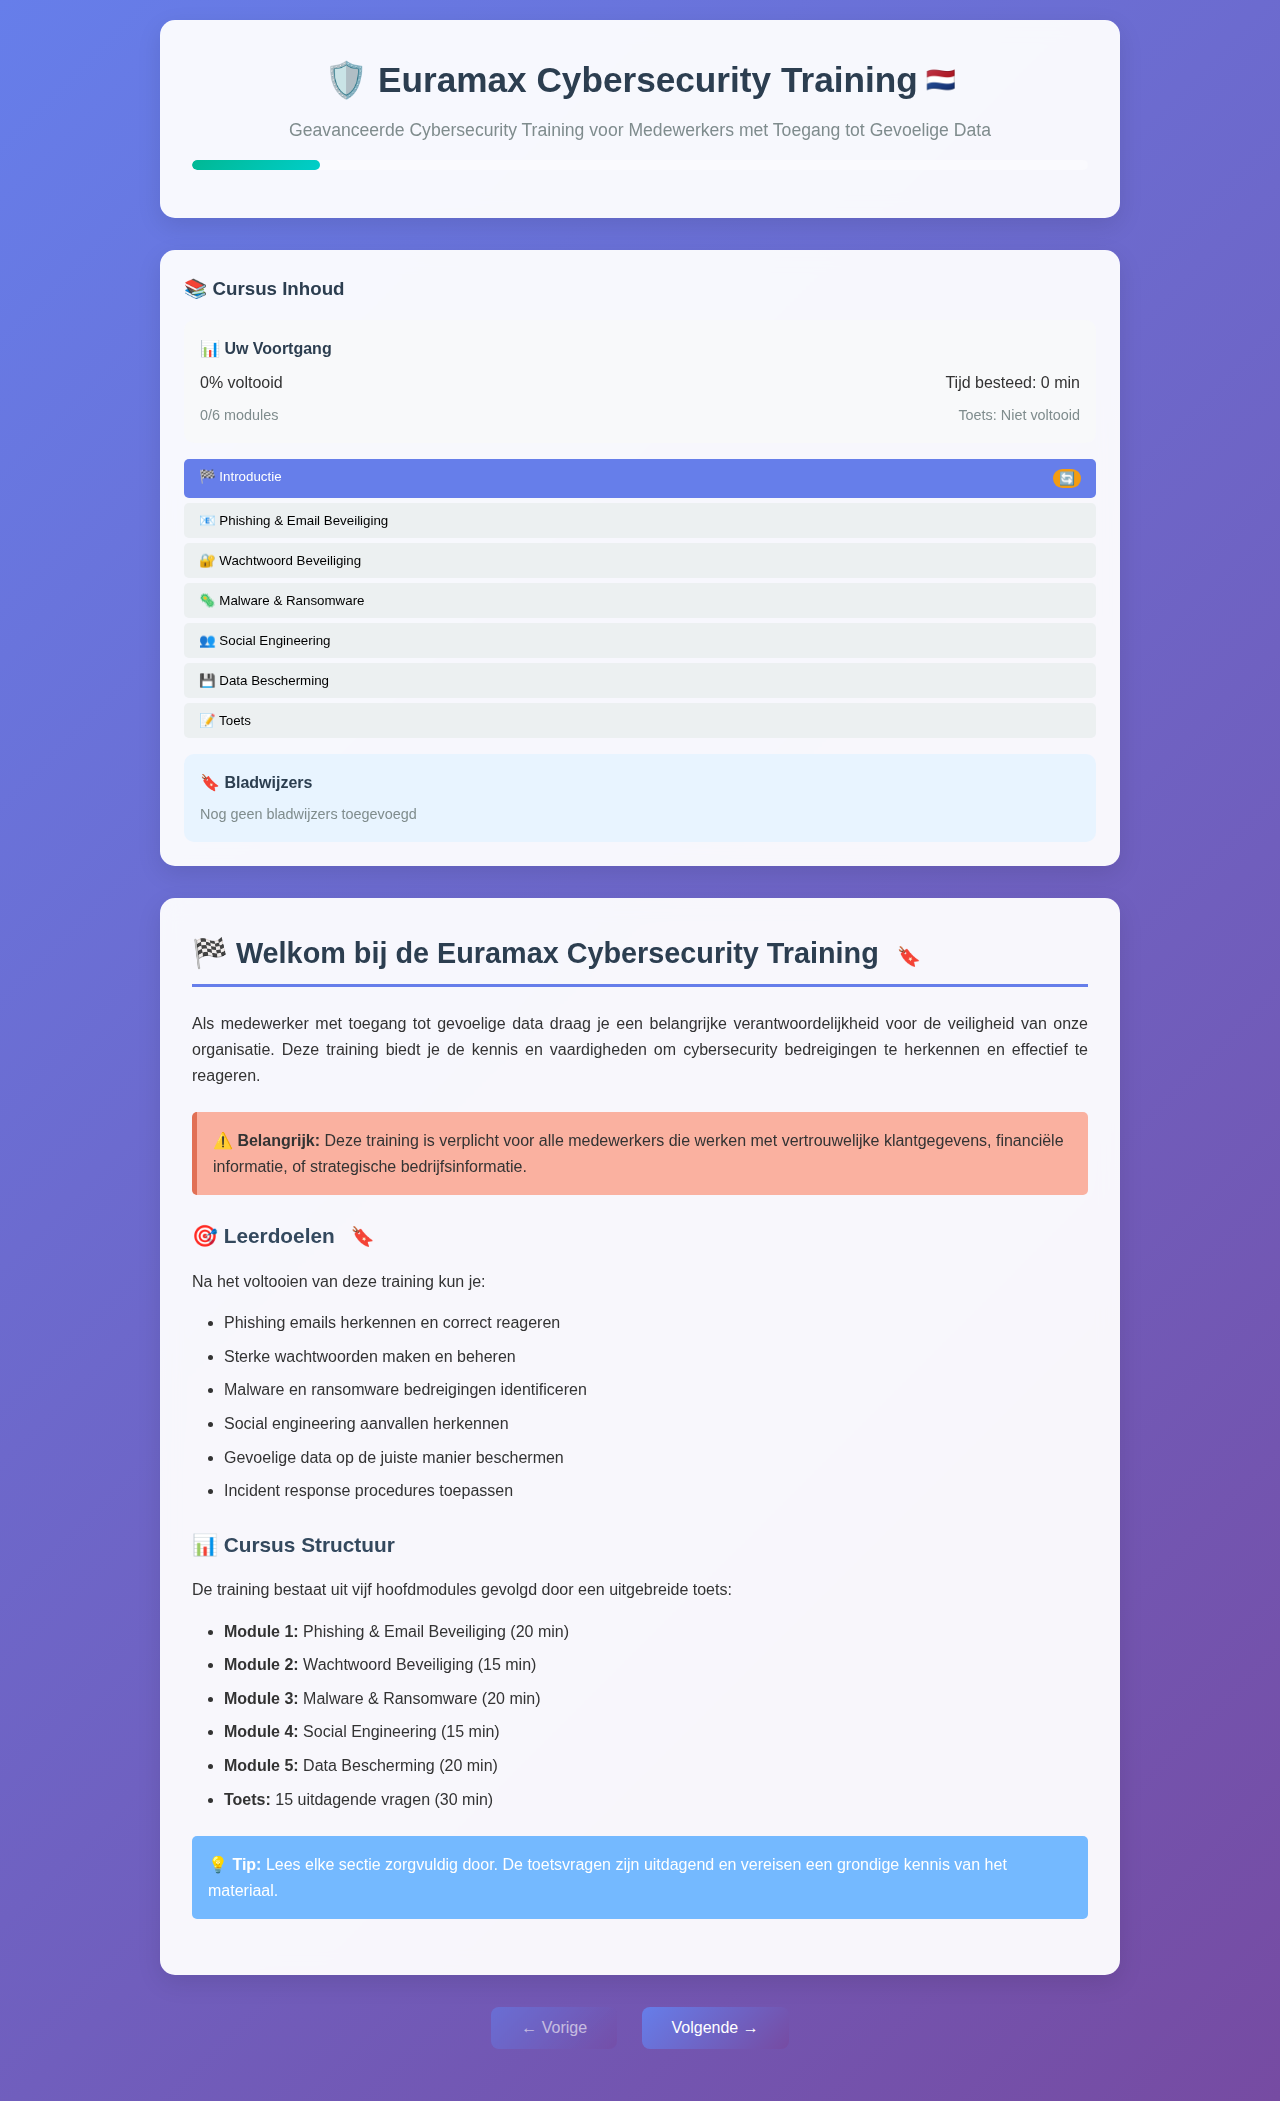 🛡️ Euramax Cybersecurity Training 🇳🇱
Geavanceerde Cybersecurity Training voor Medewerkers met Toegang tot Gevoelige Data
📚 Cursus Inhoud
📊 Uw Voortgang
0% voltooid Tijd besteed: 0 min
0/6 modules Toets: Niet voltooid
🏁 Introductie 🔄
📧 Phishing & Email Beveiliging
🔐 Wachtwoord Beveiliging
🦠 Malware & Ransomware
👥 Social Engineering
💾 Data Bescherming
📝 Toets
🔖 Bladwijzers
Nog geen bladwijzers toegevoegd
🏁 Welkom bij de Euramax Cybersecurity Training 🔖
Als medewerker met toegang tot gevoelige data draag je een belangrijke verantwoordelijkheid voor de veiligheid van onze
organisatie. Deze training biedt je de kennis en vaardigheden om cybersecurity bedreigingen te herkennen en effectief te
reageren.
⚠️ Belangrijk: Deze training is verplicht voor alle medewerkers die werken met vertrouwelijke klantgegevens, financiële
informatie, of strategische bedrijfsinformatie.
🎯 Leerdoelen 🔖
Na het voltooien van deze training kun je:
• Phishing emails herkennen en correct reageren
• Sterke wachtwoorden maken en beheren
• Malware en ransomware bedreigingen identificeren
• Social engineering aanvallen herkennen
• Gevoelige data op de juiste manier beschermen
• Incident response procedures toepassen
📊 Cursus Structuur
De training bestaat uit vijf hoofdmodules gevolgd door een uitgebreide toets:
• Module 1: Phishing & Email Beveiliging (20 min)
• Module 2: Wachtwoord Beveiliging (15 min)
• Module 3: Malware & Ransomware (20 min)
• Module 4: Social Engineering (15 min)
• Module 5: Data Bescherming (20 min)
• Toets: 15 uitdagende vragen (30 min)
💡 Tip: Lees elke sectie zorgvuldig door. De toetsvragen zijn uitdagend en vereisen een grondige kennis van het
materiaal.
← Vorige Volgende →